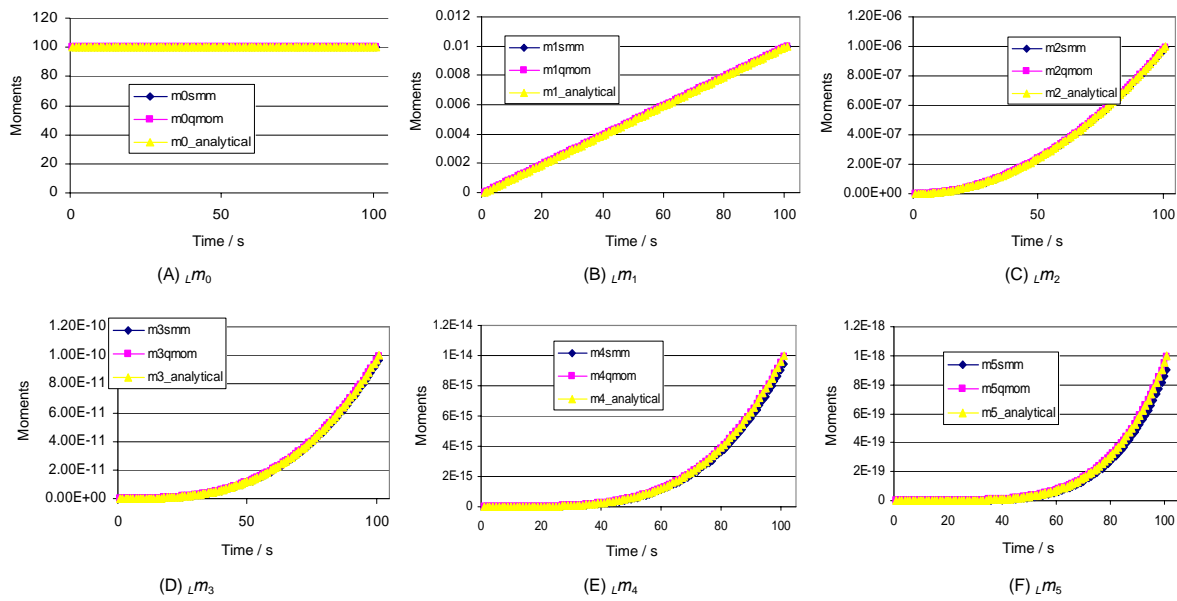 120
100
80
60
40
20
0
Moments
m0smm
m0qmom
m0_analytical
0 50 100
Time / s
(A) Lm0
0.012
0.01
0.008
0.006
0.004
0.002
0
Moments
m1smm
m1qmom
m1_analytical
0 20 40 60 80 100
Time / s
(B) Lm1
1.20E-06
1.00E-06
8.00E-07
6.00E-07
4.00E-07
2.00E-07
0.00E+00
Moments
m2smm
m2qmom
m2_analytical
0 50 100
Time / s
(C) Lm2
1.20E-10
1.00E-10
8.00E-11
6.00E-11
4.00E-11
2.00E-11
0.00E+00
Moments
m3smm
m3qmom
m3_analytical
0 50 100
Time / s
(D) Lm3
1.2E-14
1E-14
8E-15
6E-15
4E-15
2E-15
0
Moments
m4smm
m4qmom
m4_analytical
0 20 40 60 80 100
Time / s
(E) Lm4
1.2E-18
1E-18
8E-19
6E-19
4E-19
2E-19
0
Moments
m5smm
m5qmom
m5_analytical
0 20 40 60 80 100
Time / s
(F) Lm5